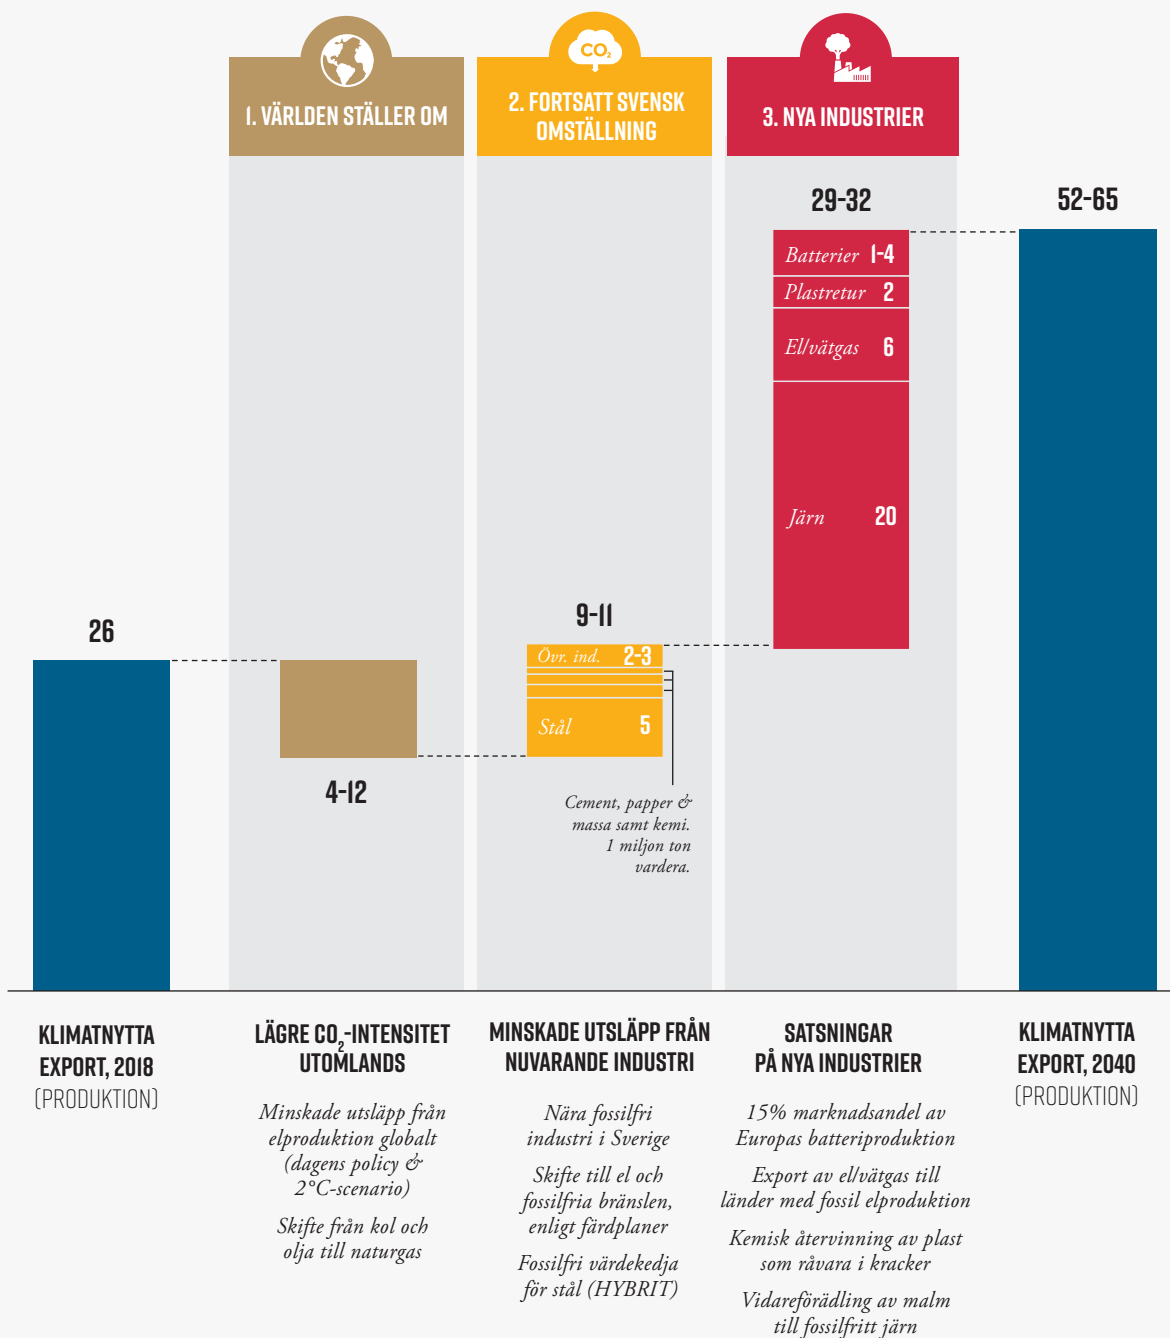 CO₂
1. VÄRLDEN STÄLLER OM
2. FORTSATT SVENSK
OMSTÄLLNING
3. NYA INDUSTRIER
29-32
52-65
Batterier 1-4
Plastretur 2
El/vätgas 6
Järn 20
9-11
26
Övr. ind. 2-3
Stål 5
4-12
Cement, papper &
massa samt kemi.
1 miljon ton
vardera.
KLIMATNYTTA
EXPORT, 2018
(PRODUKTION)
LÄGRE CO₂-INTENSITET
UTOMLANDS
Minskade utsläpp från
elproduktion globalt
(dagens policy &
2°C-scenario)
Skifte från kol och
olja till naturgas
MINSKADE UTSLÄPP FRÅN
NUVARANDE INDUSTRI
Nära fossilfri
industri i Sverige
Skifte till el och
fossilfria bränslen,
enligt färdplaner
Fossilfri värdekedja
för stål (HYBRIT)
SATSNINGAR
PÅ NYA INDUSTRIER
15% marknadsandel av
Europas batteriproduktion
Export av el/vätgas till
länder med fossil elproduktion
Kemisk återvinning av plast
som råvara i kracker
Vidareförädling av malm
till fossilfritt järn
KLIMATNYTTA
EXPORT, 2040
(PRODUKTION)